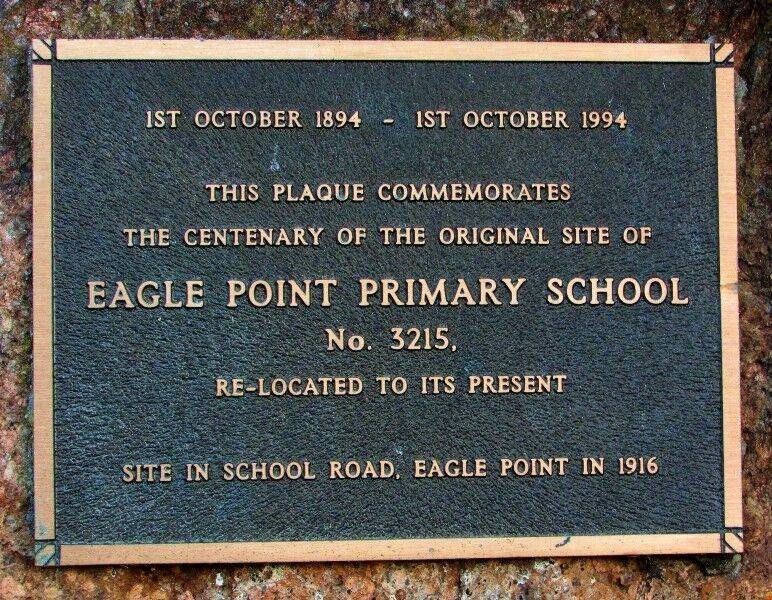 1ST OCTOBER 1894 - 1ST OCTOBER 1994
THIS PLAQUE COMMEMORATES
THE CENTENARY OF THE ORIGINAL SITE OF
EAGLE POINT PRIMARY SCHOOL
No. 3215,
RE-LOCATED TO ITS PRESENT
SITE IN SCHOOL ROAD, EAGLE POINT IN 1916